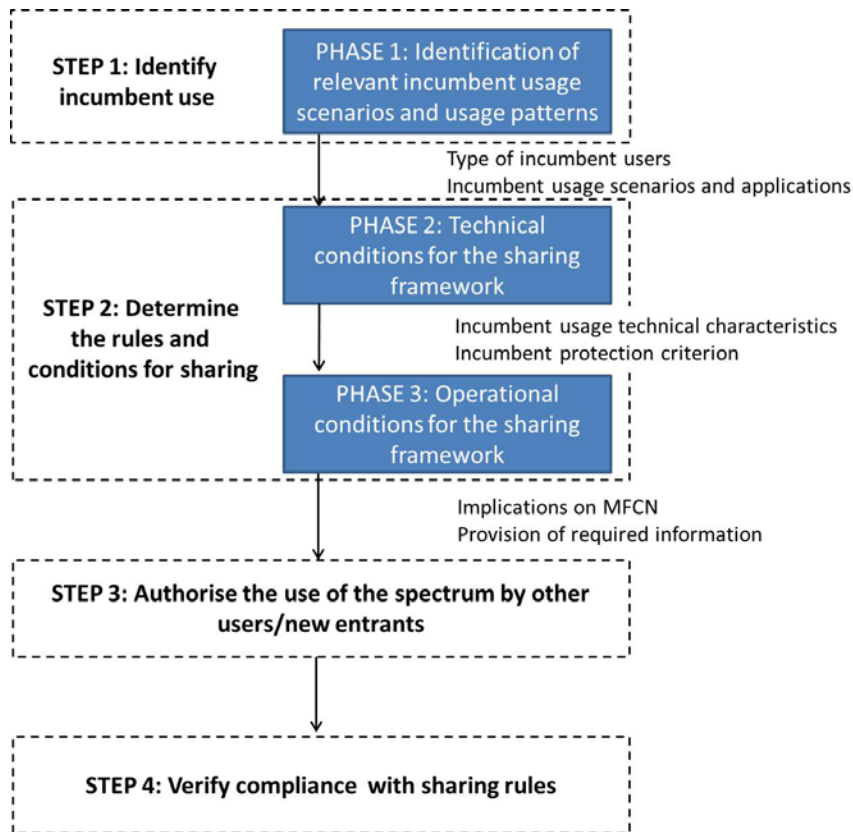 STEP 1: Identify
incumbent use
PHASE 1: Identification of
relevant incumbent usage
scenarios and usage patterns
Type of incumbent users
Incumbent usage scenarios and applications
STEP 2: Determine
the rules and
conditions for sharing
PHASE 2: Technical
conditions for the sharing
framework
Incumbent usage technical characteristics
Incumbent protection criterion
PHASE 3: Operational
conditions for the sharing
framework
Implications on MFCN
Provision of required information
STEP 3: Authorise the use of the spectrum by other
users/new entrants
STEP 4: Verify compliance with sharing rules